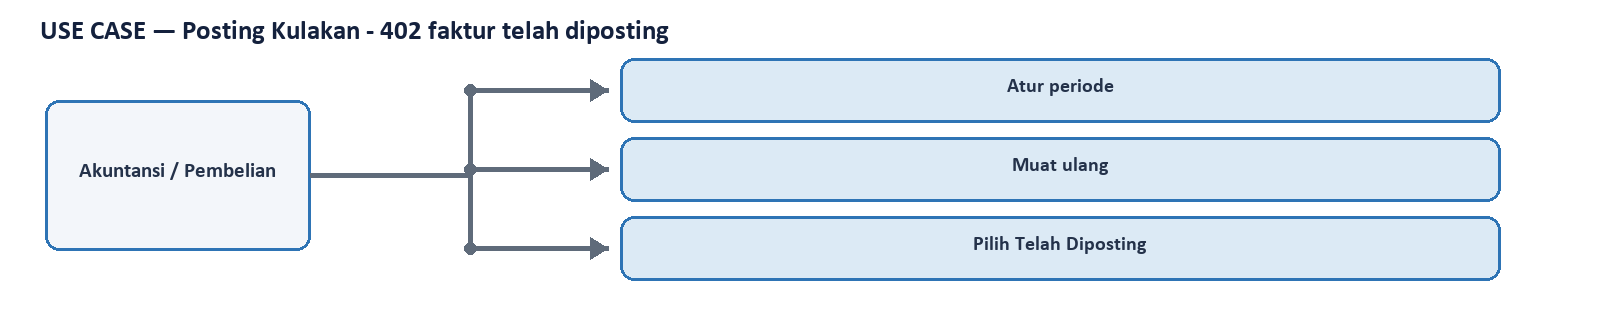 USE CASE — Posting Kulakan - 402 faktur telah diposting
Akuntansi / Pembelian
Atur periode
Muat ulang
Pilih Telah Diposting